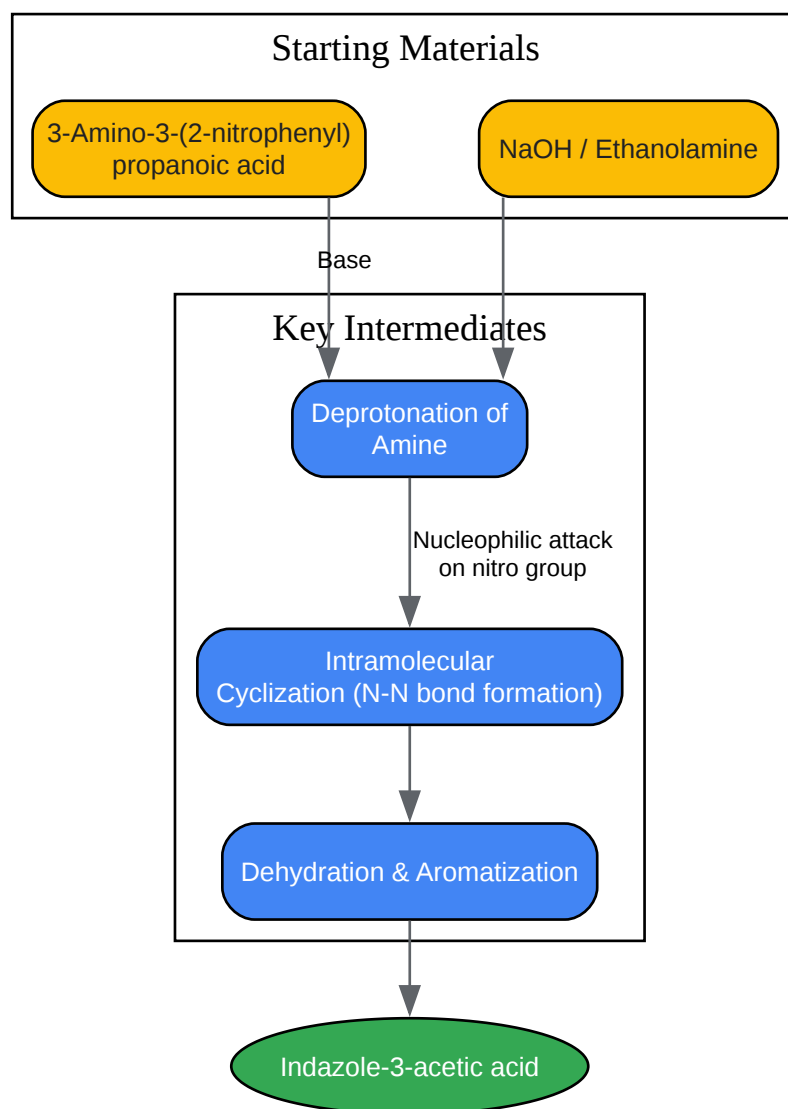 Starting Materials
3-Amino-3-(2-nitrophenyl)
propanoic acid
NaOH / Ethanolamine
Base
Key Intermediates
Deprotonation of
Amine
Nucleophilic attack
on nitro group
Intramolecular
Cyclization (N-N bond formation)
Dehydration & Aromatization
Indazole-3-acetic acid